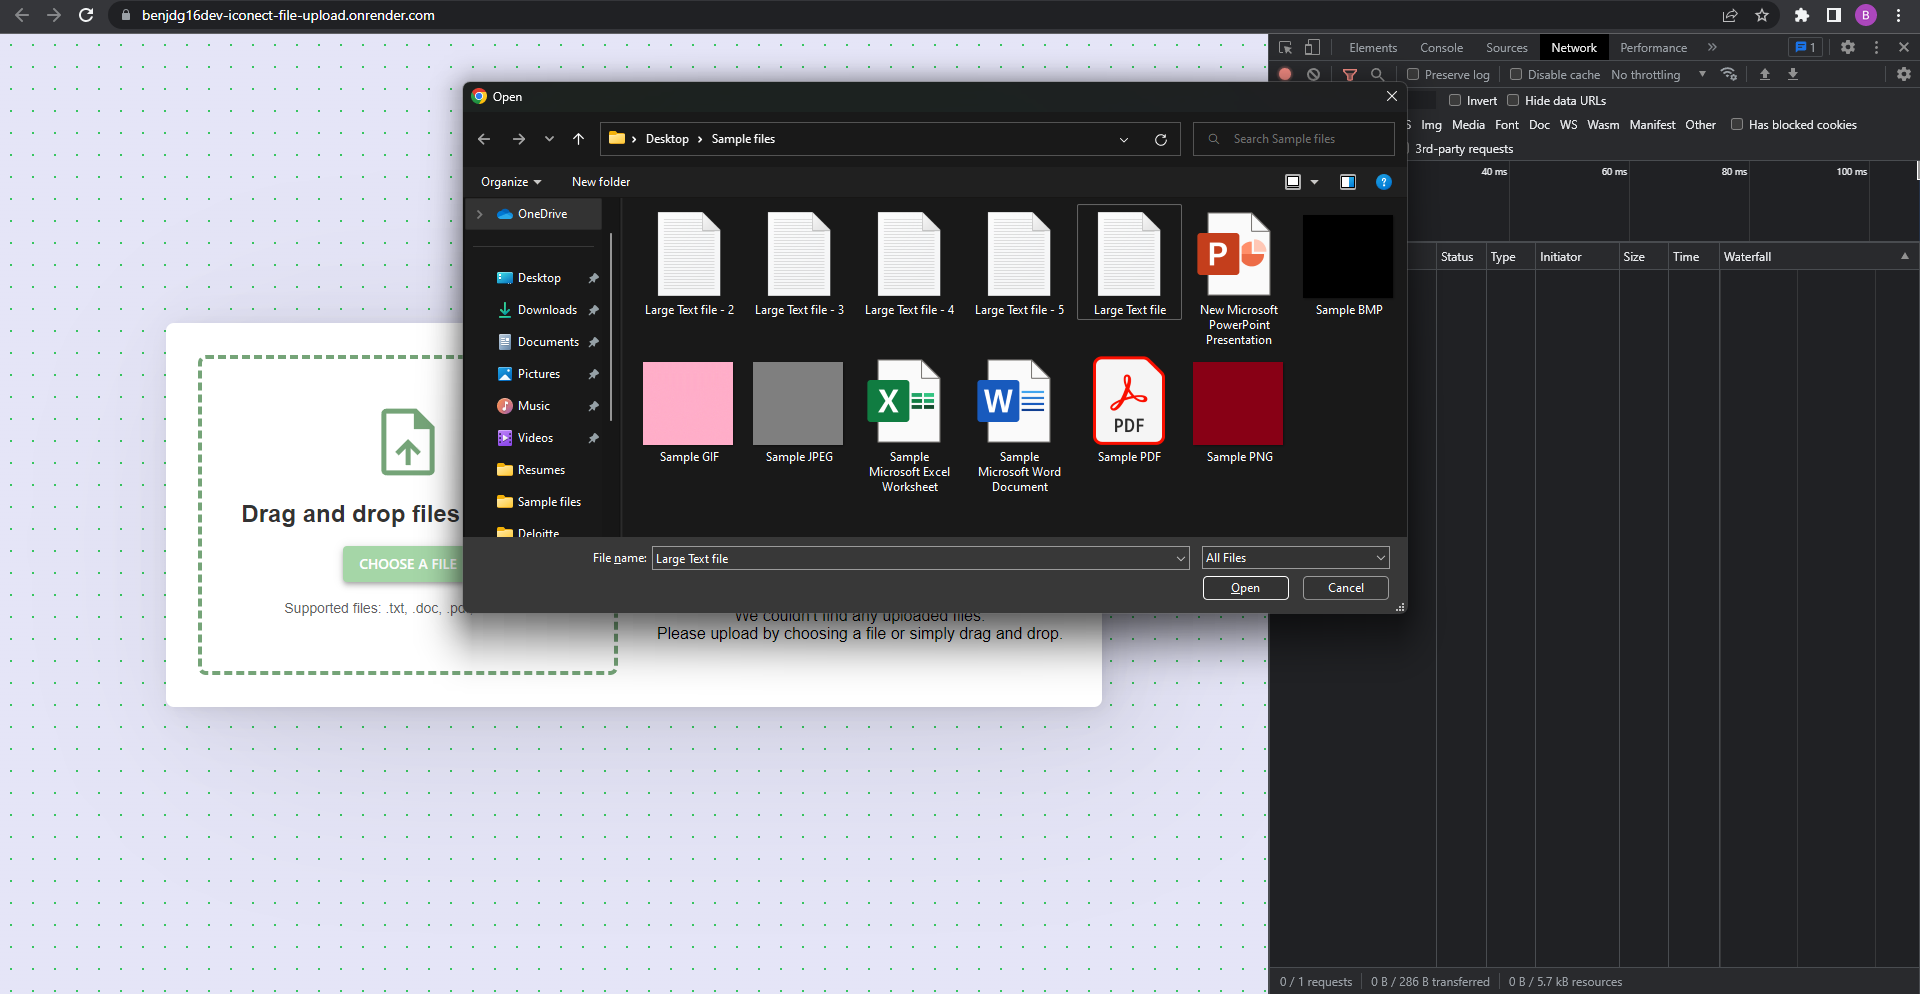 benjdg16dev-iconect-file-upload.onrender.com
B
Elements Console Sources Network Performance » 1
Preserve log Disable cache No throttling
Invert Hide data URLs
Img Media Font Doc WS Wasm Manifest Other Has blocked cookies
3rd-party requests
40 ms 60 ms 80 ms 100 ms
Status Type Initiator Size Time Waterfall
Open
Desktop › Sample files
Search Sample files
Organize New folder
OneDrive
Desktop
Downloads
Documents
Pictures
Music
Videos
Resumes
Sample files
Deloitte
Large Text file - 2
Large Text file - 3
Large Text file - 4
Large Text file - 5
Large Text file
P
New Microsoft
PowerPoint
Presentation
Sample BMP
Sample GIF
Sample JPEG
X
Sample
Microsoft Excel
Worksheet
W
Sample
Microsoft Word
Document
PDF
Sample PDF
Sample PNG
File name: Large Text file
All Files
Open Cancel
Drag and drop files
CHOOSE A FILE
Supported files: .txt, .doc,
We couldn't find any uploaded files.
Please upload by choosing a file or simply drag and drop.
0 / 1 requests 0 B / 286 B transferred 0 B / 5.7 kB resources